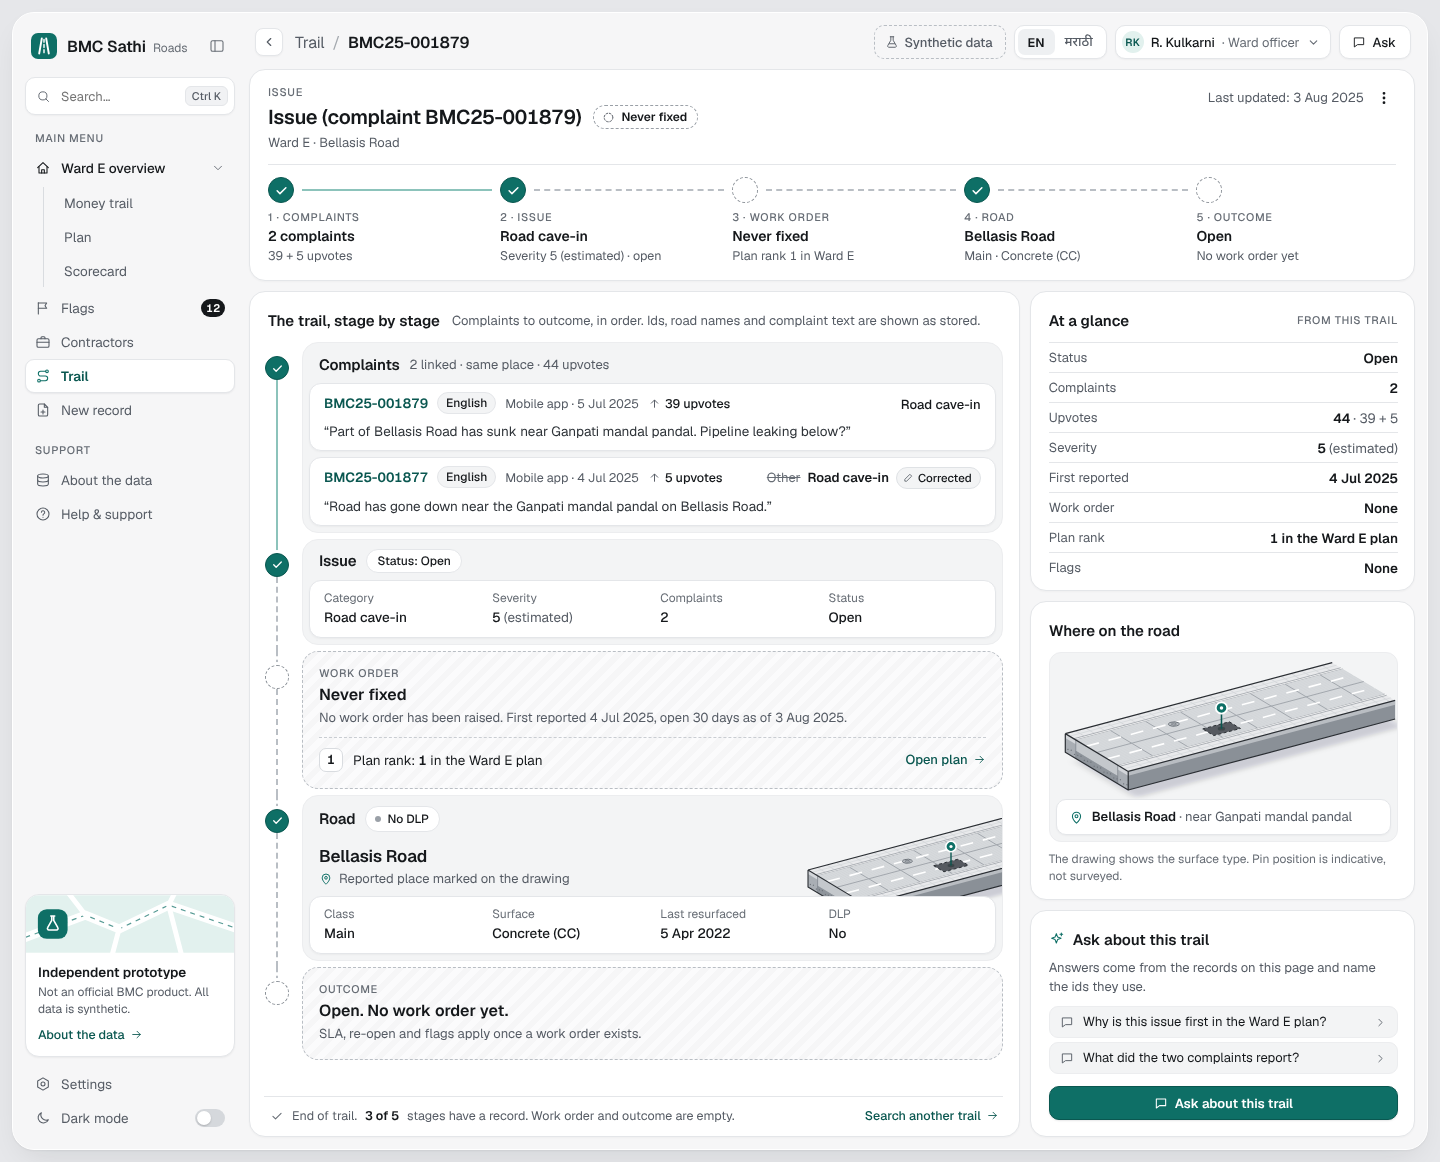 BMC Sathi Roads
Search...
Ctrl K
MAIN MENU
Ward E overview
Money trail
Plan
Scorecard
Flags
12
Contractors
Trail
New record
SUPPORT
About the data
Help & support
Independent prototype
Not an official BMC product. All
data is synthetic.
About the data →
Settings
Dark mode
Trail / BMC25-001879
Synthetic data
EN
मराठी
RK R. Kulkarni · Ward officer
Ask
ISSUE
Issue (complaint BMC25-001879)
Never fixed
Ward E · Bellasis Road
Last updated: 3 Aug 2025
1 · COMPLAINTS
2 complaints
39 + 5 upvotes
2 · ISSUE
Road cave-in
Severity 5 (estimated) · open
3 · WORK ORDER
Never fixed
Plan rank 1 in Ward E
4 · ROAD
Bellasis Road
Main · Concrete (CC)
5 · OUTCOME
Open
No work order yet
The trail, stage by stage
Complaints to outcome, in order. Ids, road names and complaint text are shown as stored.
Complaints 2 linked · same place · 44 upvotes
BMC25-001879 English Mobile app · 5 Jul 2025 ↑ 39 upvotes Road cave-in
“Part of Bellasis Road has sunk near Ganpati mandal pandal. Pipeline leaking below?”
BMC25-001877 English Mobile app · 4 Jul 2025 ↑ 5 upvotes Other Road cave-in Corrected
“Road has gone down near the Ganpati mandal pandal on Bellasis Road.”
Issue Status: Open
Category
Road cave-in
Severity
5 (estimated)
Complaints
2
Status
Open
WORK ORDER
Never fixed
No work order has been raised. First reported 4 Jul 2025, open 30 days as of 3 Aug 2025.
1 Plan rank: 1 in the Ward E plan
Open plan →
Road No DLP
Bellasis Road
Reported place marked on the drawing
Class
Main
Surface
Concrete (CC)
Last resurfaced
5 Apr 2022
DLP
No
OUTCOME
Open. No work order yet.
SLA, re-open and flags apply once a work order exists.
End of trail. 3 of 5 stages have a record. Work order and outcome are empty.
Search another trail →
At a glance
FROM THIS TRAIL
Status Open
Complaints 2
Upvotes 44 · 39 + 5
Severity 5 (estimated)
First reported 4 Jul 2025
Work order None
Plan rank 1 in the Ward E plan
Flags None
Where on the road
Bellasis Road · near Ganpati mandal pandal
The drawing shows the surface type. Pin position is indicative,
not surveyed.
Ask about this trail
Answers come from the records on this page and name
the ids they use.
Why is this issue first in the Ward E plan?
What did the two complaints report?
Ask about this trail